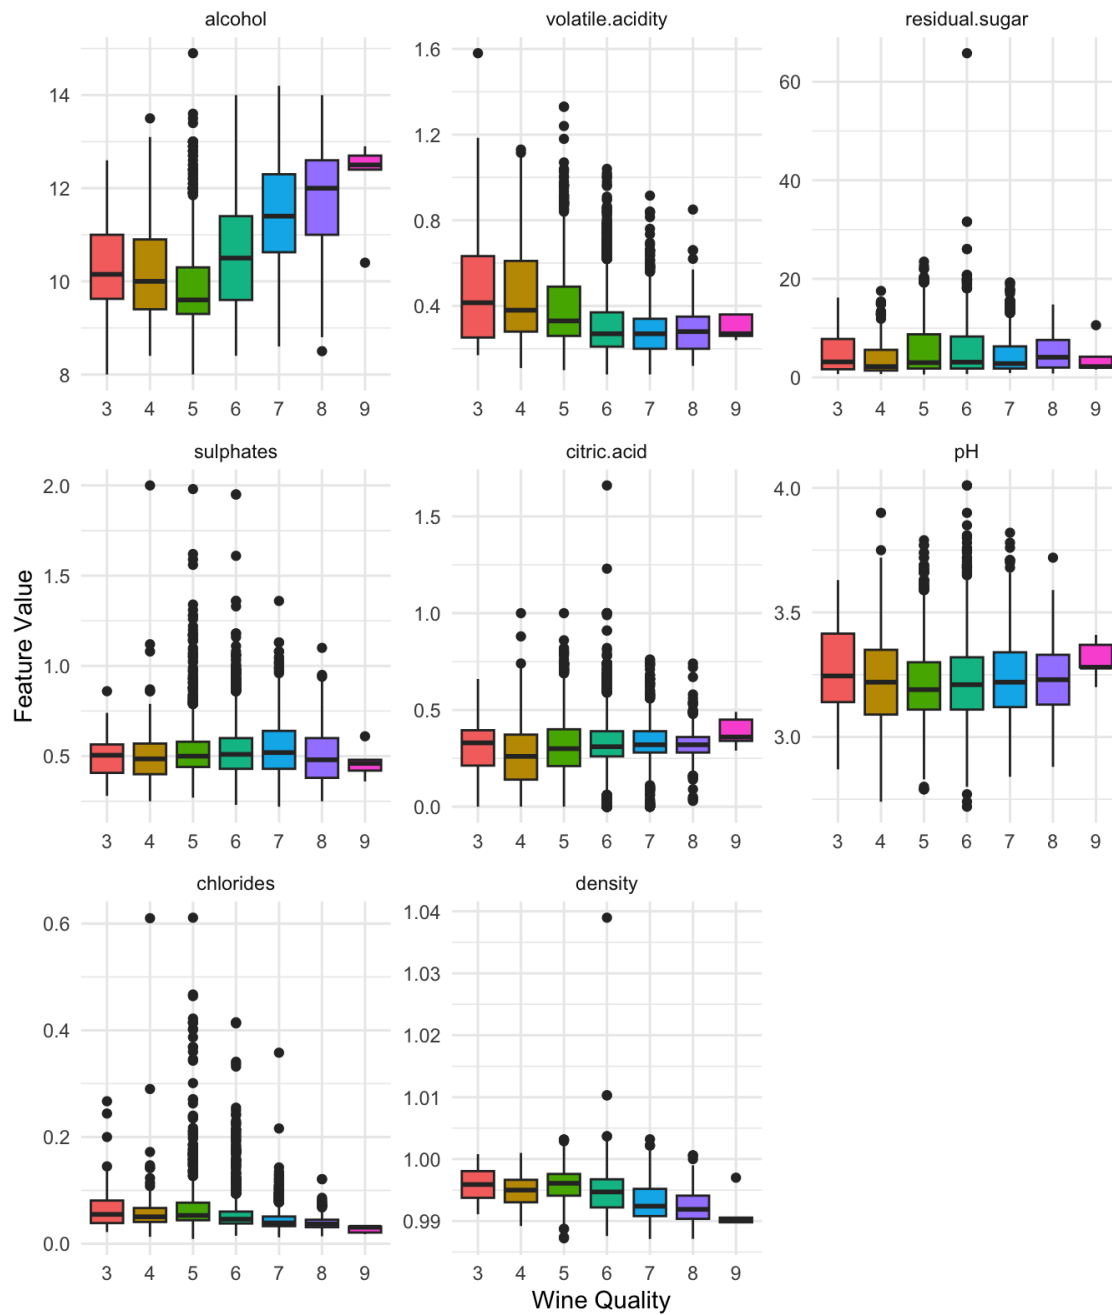 alcohol
volatile.acidity
residual.sugar
14
12
10
8
3 4 5 6 7 8 9
1.6
1.2
0.8
0.4
3 4 5 6 7 8 9
60
40
20
0
3 4 5 6 7 8 9
sulphates
citric.acid
pH
Feature Value
2.0
1.5
1.0
0.5
3 4 5 6 7 8 9
1.5
1.0
0.5
0.0
3 4 5 6 7 8 9
4.0
3.5
3.0
3 4 5 6 7 8 9
chlorides
density
0.6
0.4
0.2
0.0
3 4 5 6 7 8 9
1.04
1.03
1.02
1.01
1.00
0.99
3 4 5 6 7 8 9
Wine Quality